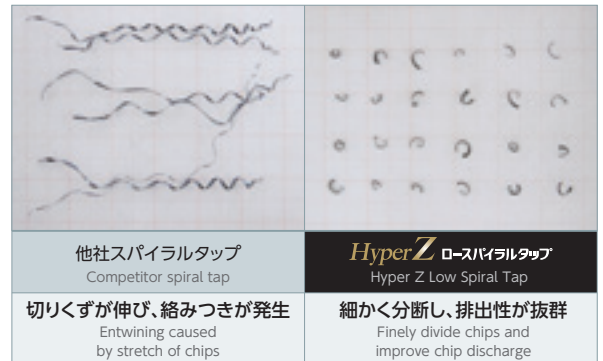 他社スパイラルタップ
Competitor spiral tap
HyperZ ロースパイラルタップ
Hyper Z Low Spiral Tap
切りくずが伸び、絡みつきが発生
Entwining caused
by stretch of chips
細かく分断し、排出性が抜群
Finely divide chips and
improve chip discharge